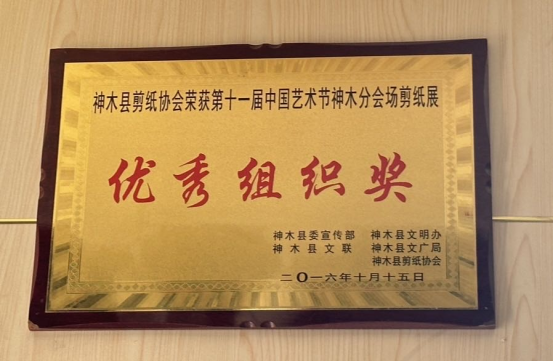 神木县剪纸协会荣获第十一届中国艺术节神木分会场剪纸展
优秀组织奖
神木县委宣传部 神木县文明办
神木县文联 神木县文广局
神木县剪纸协会
二O一六年十月十五日